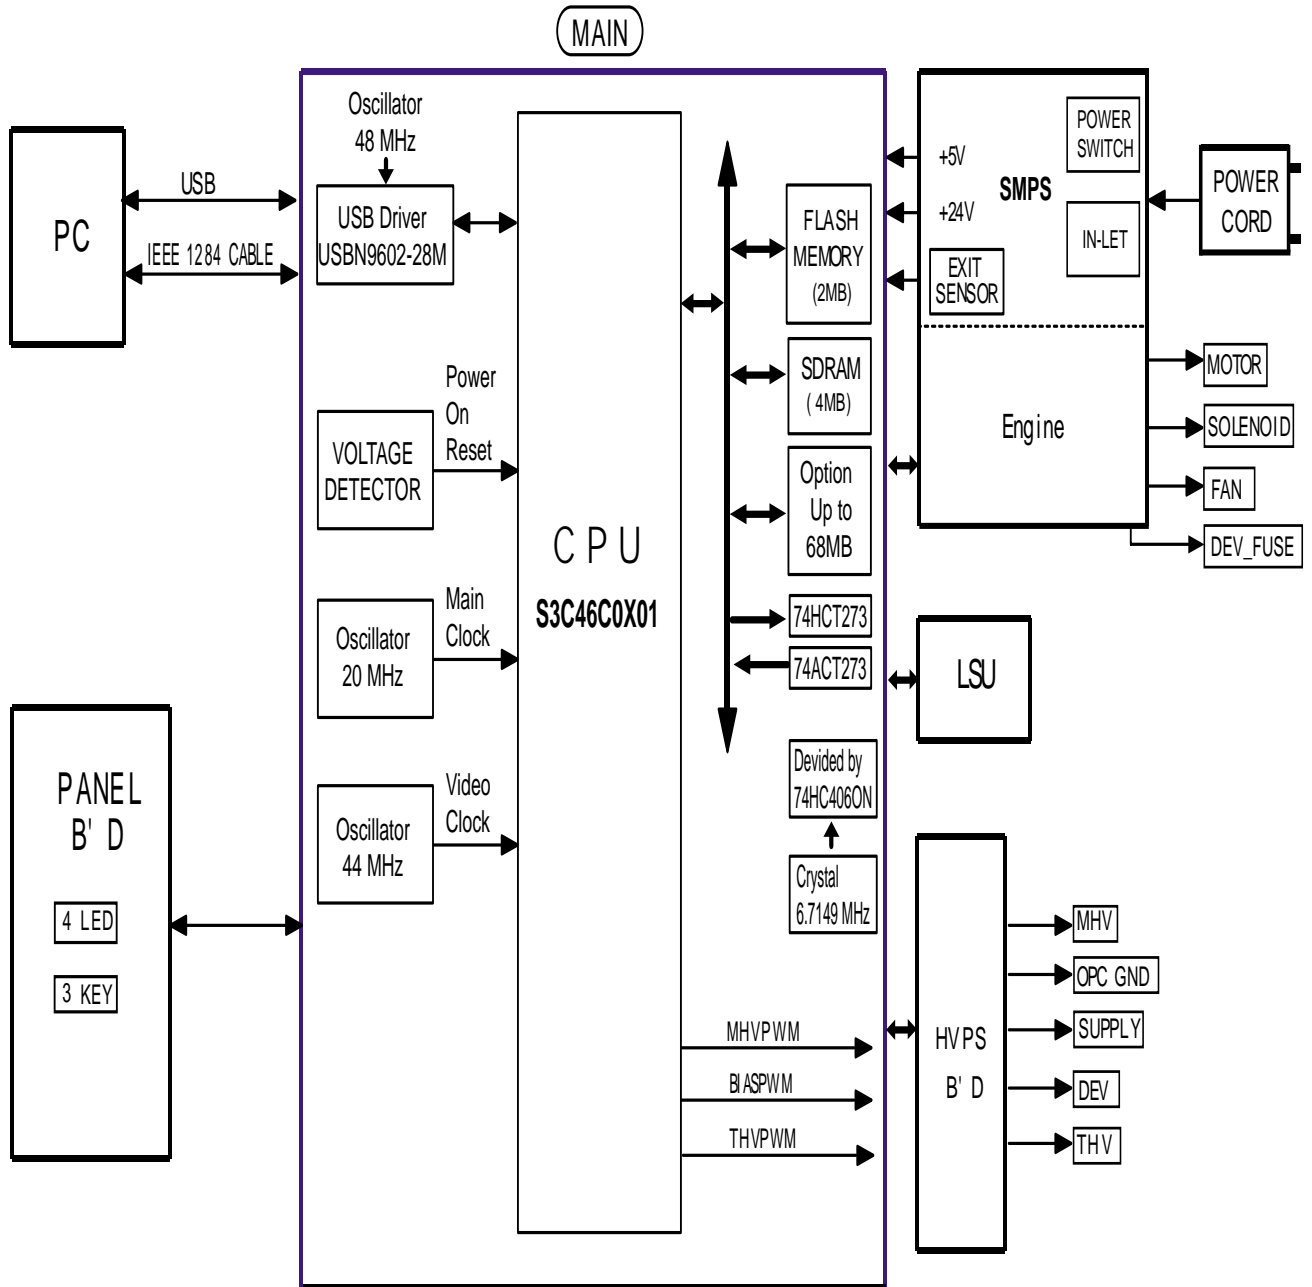 MAIN
PC
USB
IEEE 1284 CABLE
Oscillator
48 MHz
USB Driver
USBN9602-28M
VOLTAGE
DETECTOR
Power
On
Reset
Oscillator
20 MHz
Main
Clock
Oscillator
44 MHz
Video
Clock
PANEL
B' D
4 LED
3 KEY
CPU
S3C46C0X01
FLASH
MEMORY
(2MB)
SDRAM
( 4MB)
Option
Up to
68MB
74HCT273
74ACT273
Devided by
74HC406ON
Crystal
6.7149 MHz
MHVPWM
BIASPWM
THVPWM
+5V
+24V
EXIT
SENSOR
SMPS
POWER
SWITCH
IN-LET
POWER
CORD
Engine
MOTOR
SOLENOID
FAN
DEV_FUSE
LSU
HVPS
B' D
MHV
OPC GND
SUPPLY
DEV
THV